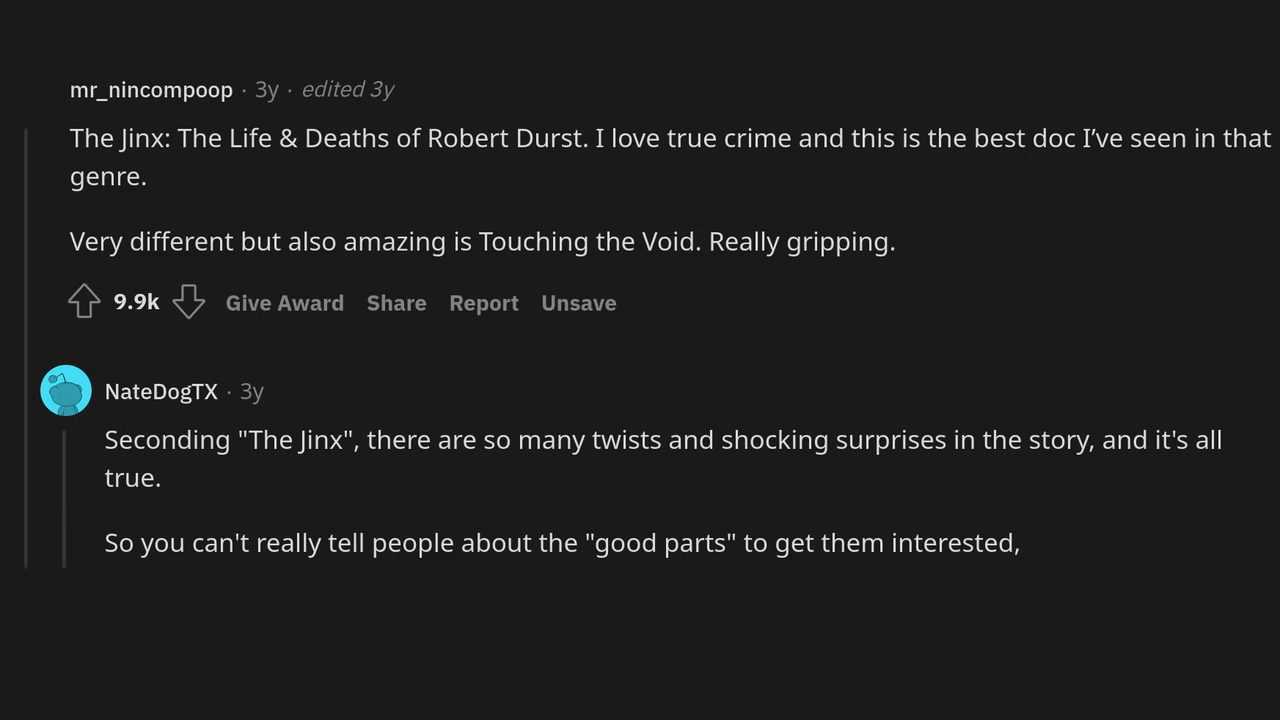 mr_nincompoop · 3y · edited 3y
The Jinx: The Life & Deaths of Robert Durst. I love true crime and this is the best doc I’ve seen in that
genre.
Very different but also amazing is Touching the Void. Really gripping.
9.9k Give Award Share Report Unsave
NateDogTX · 3y
Seconding "The Jinx", there are so many twists and shocking surprises in the story, and it's all
true.
So you can't really tell people about the "good parts" to get them interested,